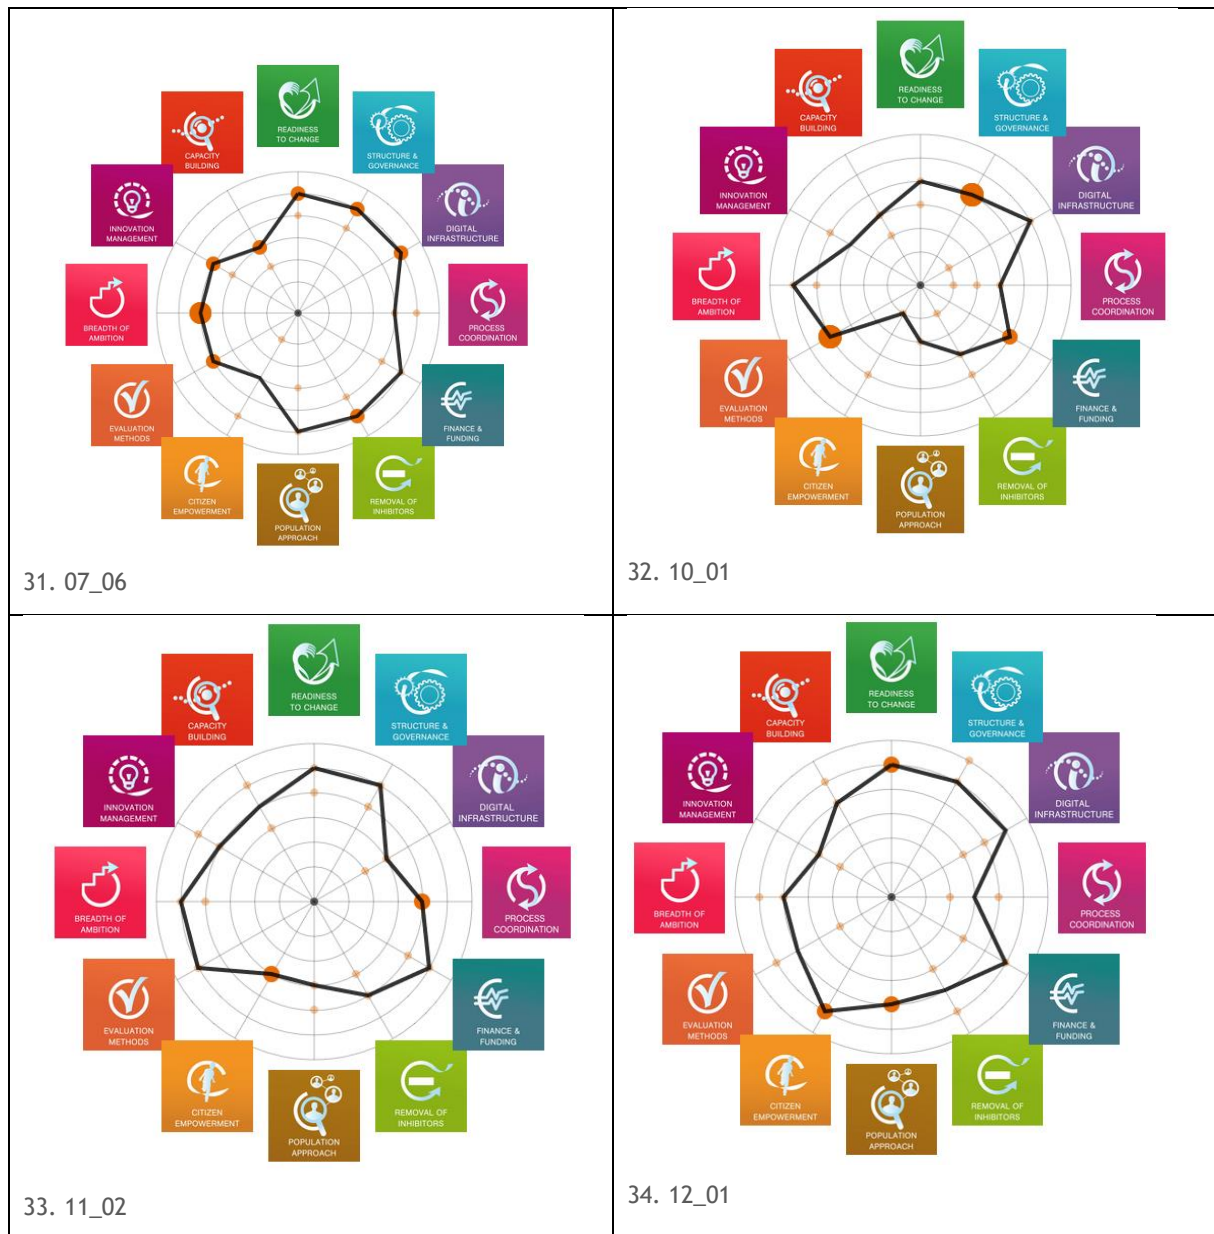 READINESS
TO CHANGE
STRUCTURE &
GOVERNANCE
DIGITAL
INFRASTRUCTURE
PROCESS
COORDINATION
FINANCE &
FUNDING
REMOVAL OF
INHIBITORS
POPULATION
APPROACH
CITIZEN
EMPOWERMENT
EVALUATION
METHODS
BREADTH OF
AMBITION
INNOVATION
MANAGEMENT
CAPACITY
BUILDING
31. 07_06
READINESS
TO CHANGE
STRUCTURE &
GOVERNANCE
DIGITAL
INFRASTRUCTURE
PROCESS
COORDINATION
FINANCE &
FUNDING
REMOVAL OF
INHIBITORS
POPULATION
APPROACH
CITIZEN
EMPOWERMENT
EVALUATION
METHODS
BREADTH OF
AMBITION
INNOVATION
MANAGEMENT
CAPACITY
BUILDING
32. 10_01
READINESS
TO CHANGE
STRUCTURE &
GOVERNANCE
DIGITAL
INFRASTRUCTURE
PROCESS
COORDINATION
FINANCE &
FUNDING
REMOVAL OF
INHIBITORS
POPULATION
APPROACH
CITIZEN
EMPOWERMENT
EVALUATION
METHODS
BREADTH OF
AMBITION
INNOVATION
MANAGEMENT
CAPACITY
BUILDING
33. 11_02
READINESS
TO CHANGE
STRUCTURE &
GOVERNANCE
DIGITAL
INFRASTRUCTURE
PROCESS
COORDINATION
FINANCE &
FUNDING
REMOVAL OF
INHIBITORS
POPULATION
APPROACH
CITIZEN
EMPOWERMENT
EVALUATION
METHODS
BREADTH OF
AMBITION
INNOVATION
MANAGEMENT
CAPACITY
BUILDING
34. 12_01